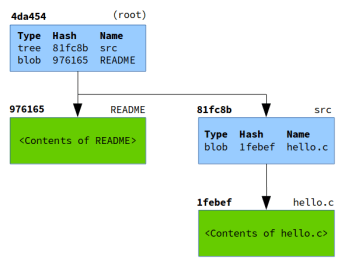 4da454 (root)
Type Hash Name
tree 81fc8b src
blob 976165 README
976165 README
<Contents of README>
81fc8b src
Type Hash Name
blob 1febef hello.c
1febef hello.c
<Contents of hello.c>